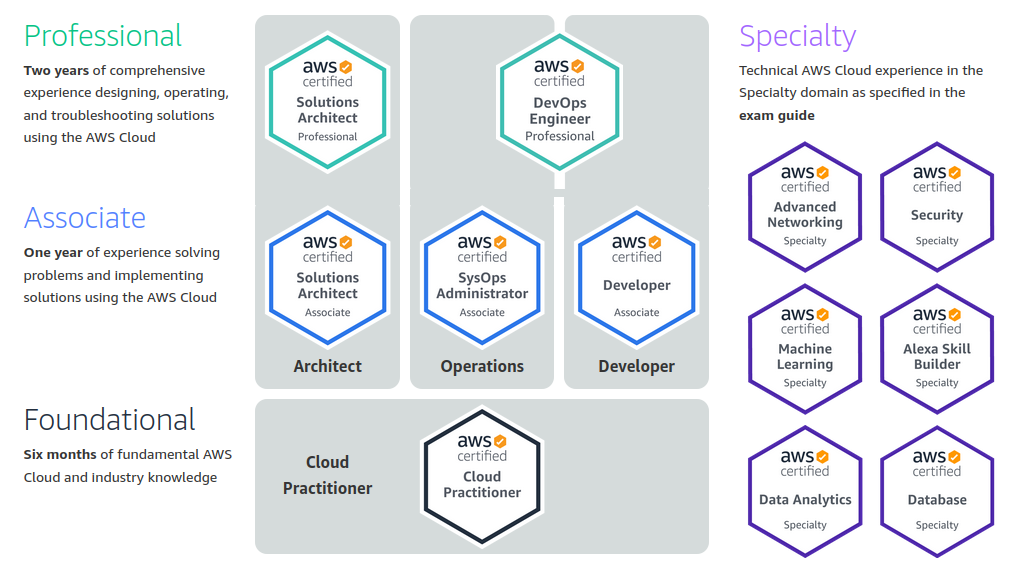 Professional
Two years of comprehensive
experience designing, operating,
and troubleshooting solutions
using the AWS Cloud
aws
certified
Solutions
Architect
Professional
aws
certified
DevOps
Engineer
Professional
Associate
One year of experience solving
problems and implementing
solutions using the AWS Cloud
aws
certified
Solutions
Architect
Associate
aws
certified
SysOps
Administrator
Associate
aws
certified
Developer
Associate
Architect
Operations
Developer
Foundational
Six months of fundamental AWS
Cloud and industry knowledge
Cloud
Practitioner
aws
certified
Cloud
Practitioner
Specialty
Technical AWS Cloud experience in the
Specialty domain as specified in the
exam guide
aws
certified
Advanced
Networking
Specialty
aws
certified
Security
Specialty
aws
certified
Machine
Learning
Specialty
aws
certified
Alexa Skill
Builder
Specialty
aws
certified
Data Analytics
Specialty
aws
certified
Database
Specialty